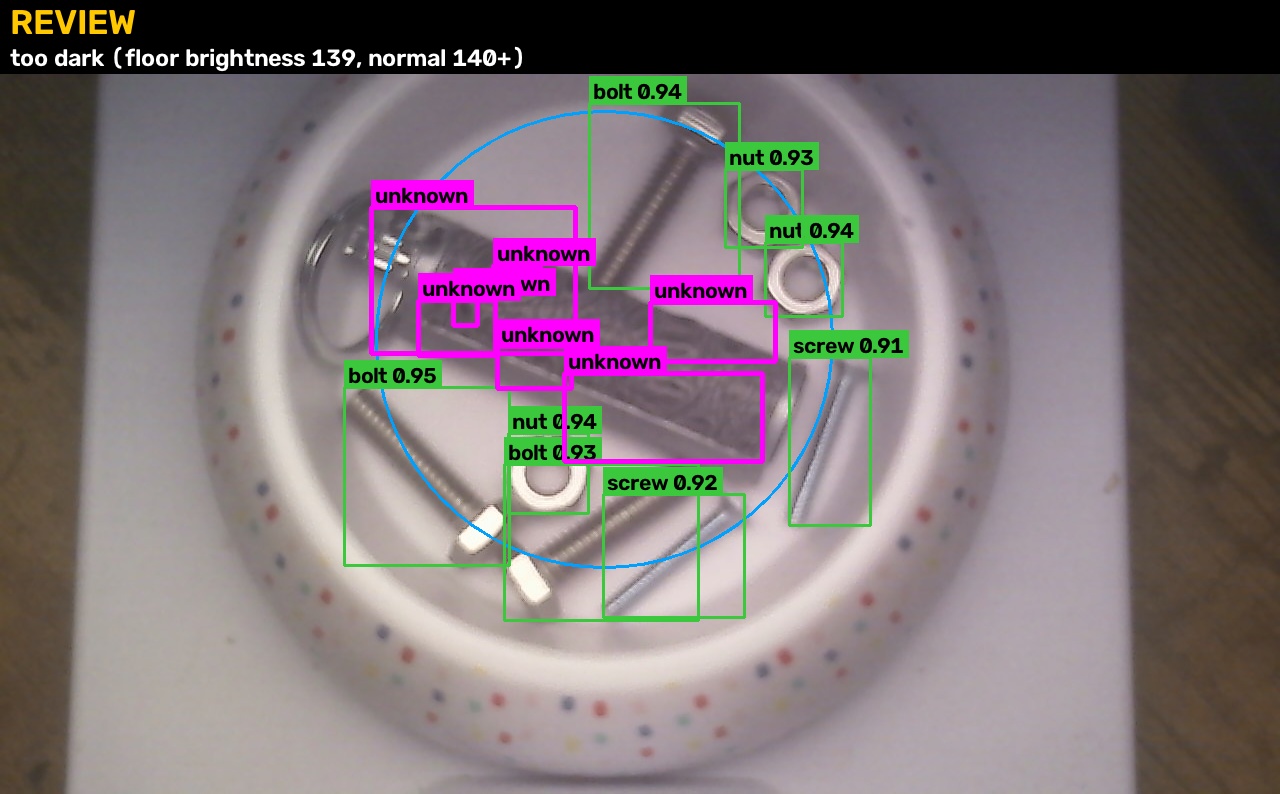 REVIEW
too dark (floor brightness 139, normal 140+)
bolt 0.94
nut 0.93
unknown
nut 0.94
unknown
wn
unknown
unknown
unknown
screw 0.91
unknown
bolt 0.95
nut 0.94
bolt 0.93
screw 0.92